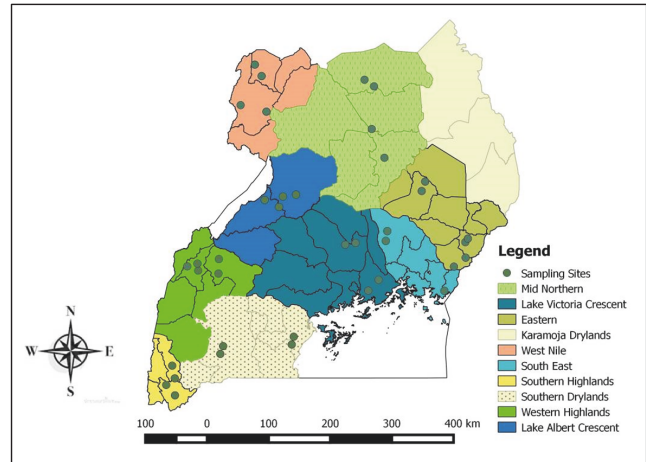 Legend
Sampling Sites
Mid Northern
Lake Victoria Crescent
Eastern
Karamoja Drylands
West Nile
South East
Southern Highlands
Southern Drylands
Western Highlands
Lake Albert Crescent
N
W E
S
100 0 100 200 300 400 km